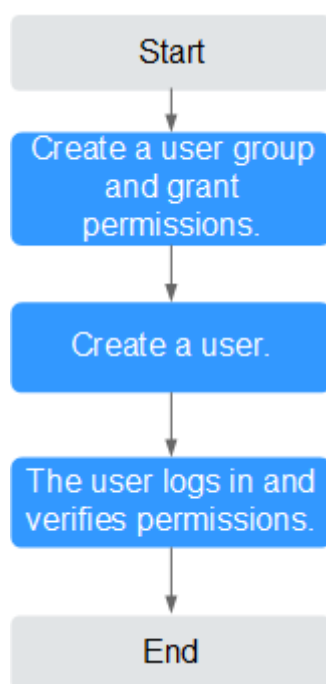 Start
Create a user group
and grant
permissions.
Create a user.
The user logs in and
verifies permissions.
End